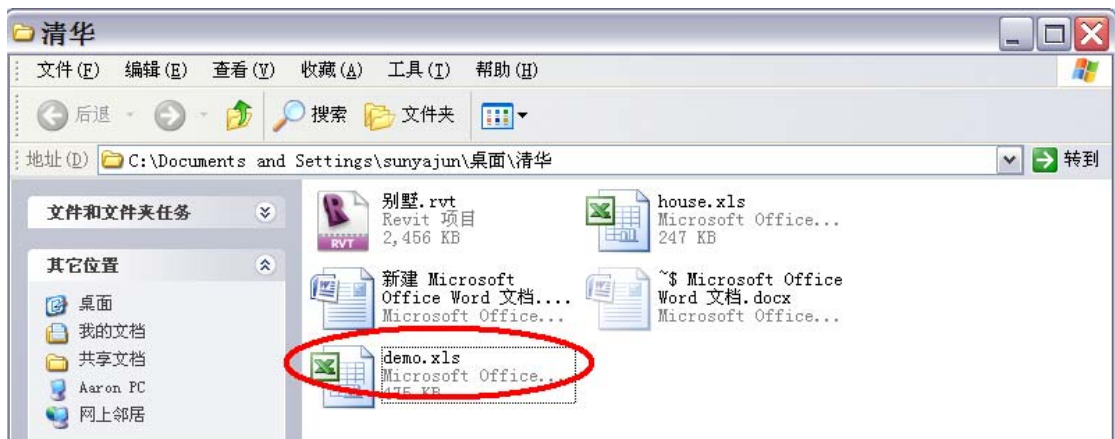 清华
文件(F) 编辑(E) 查看(V) 收藏(A) 工具(T) 帮助(H)
后退 搜索 文件夹
地址(D) C:\Documents and Settings\sunyajun\桌面\清华 转到
文件和文件夹任务
其它位置
桌面
我的文档
共享文档
Aaron PC
网上邻居
别墅.rvt
Revit 项目
2,456 KB
RVT
house.xls
Microsoft Office...
247 KB
新建 Microsoft
Office Word 文档....
Microsoft Office...
~$ Microsoft Office
Word 文档.docx
Microsoft Office...
demo.xls
Microsoft Office...
475 KB